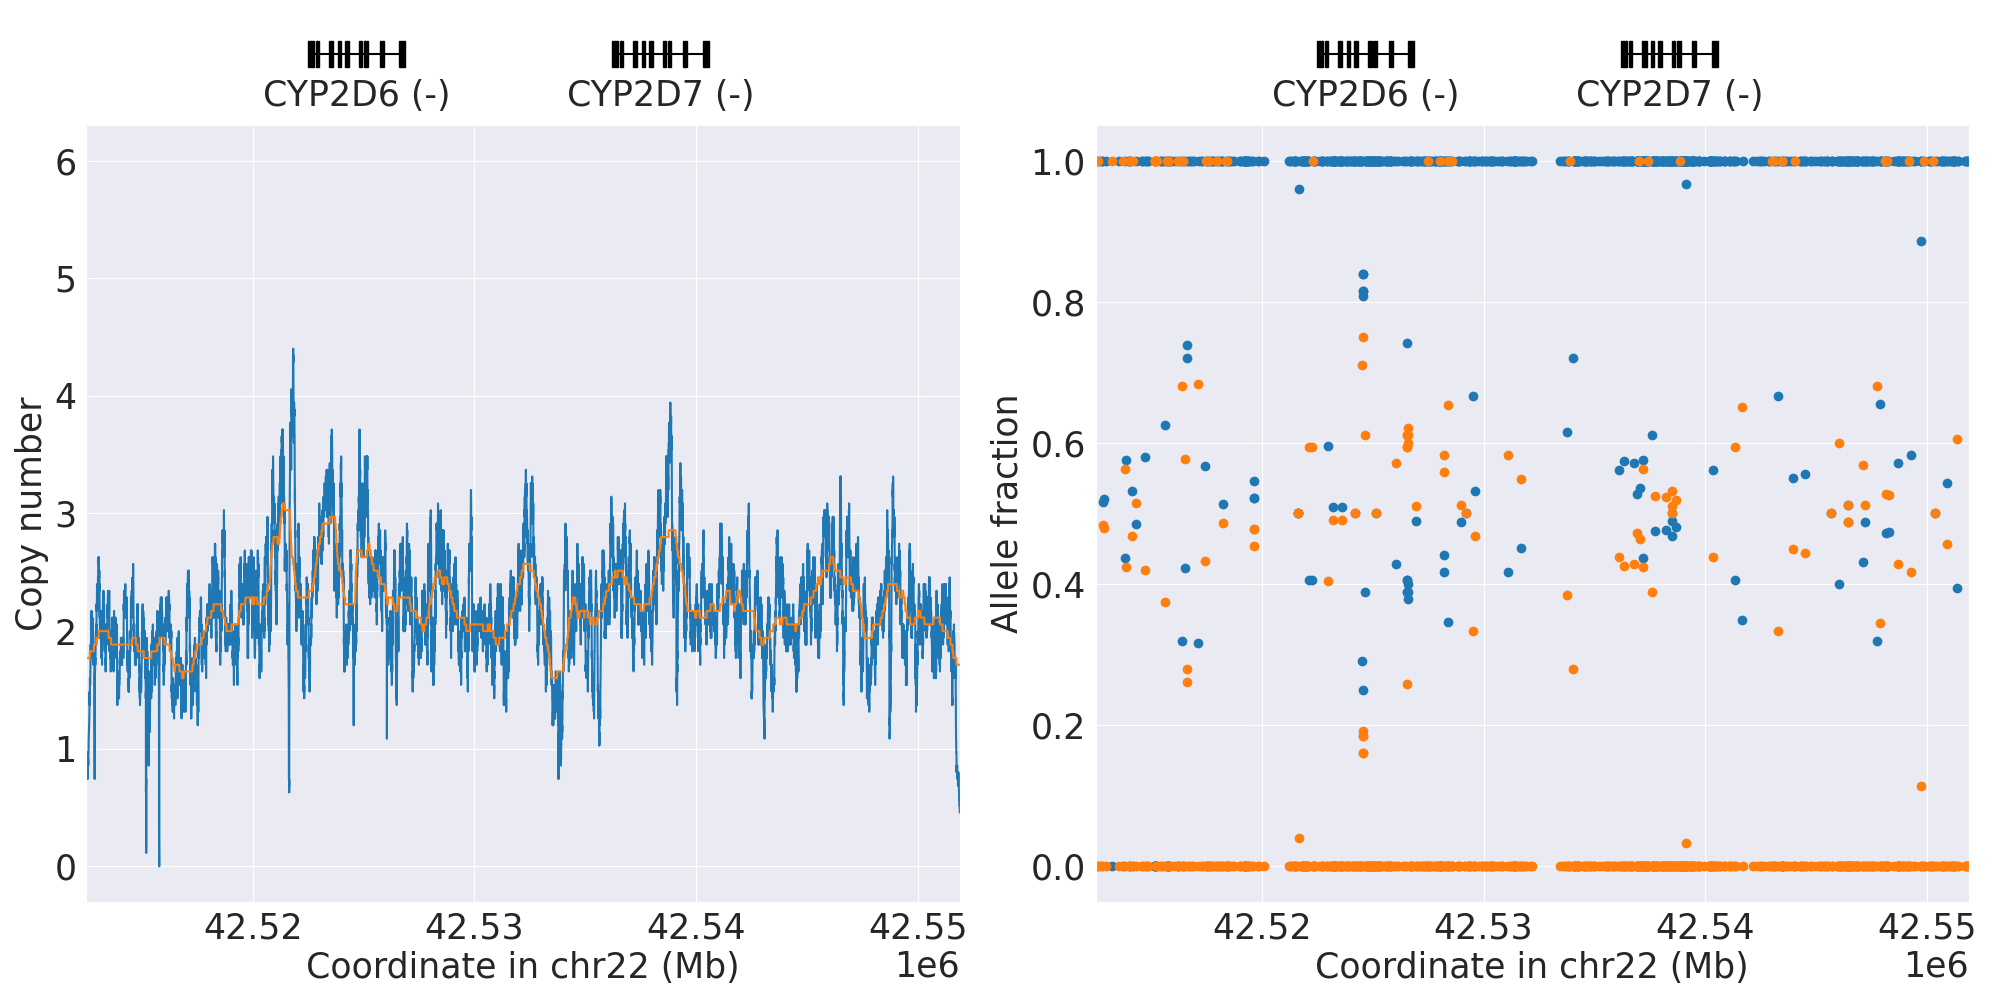 CYP2D6 (-) CYP2D7 (-)
6
5
4
3
2
1
0
Copy number
42.52 42.53 42.54 42.55
Coordinate in chr22 (Mb) 1e6
CYP2D6 (-) CYP2D7 (-)
1.0
0.8
0.6
0.4
0.2
0.0
Allele fraction
42.52 42.53 42.54 42.55
Coordinate in chr22 (Mb) 1e6